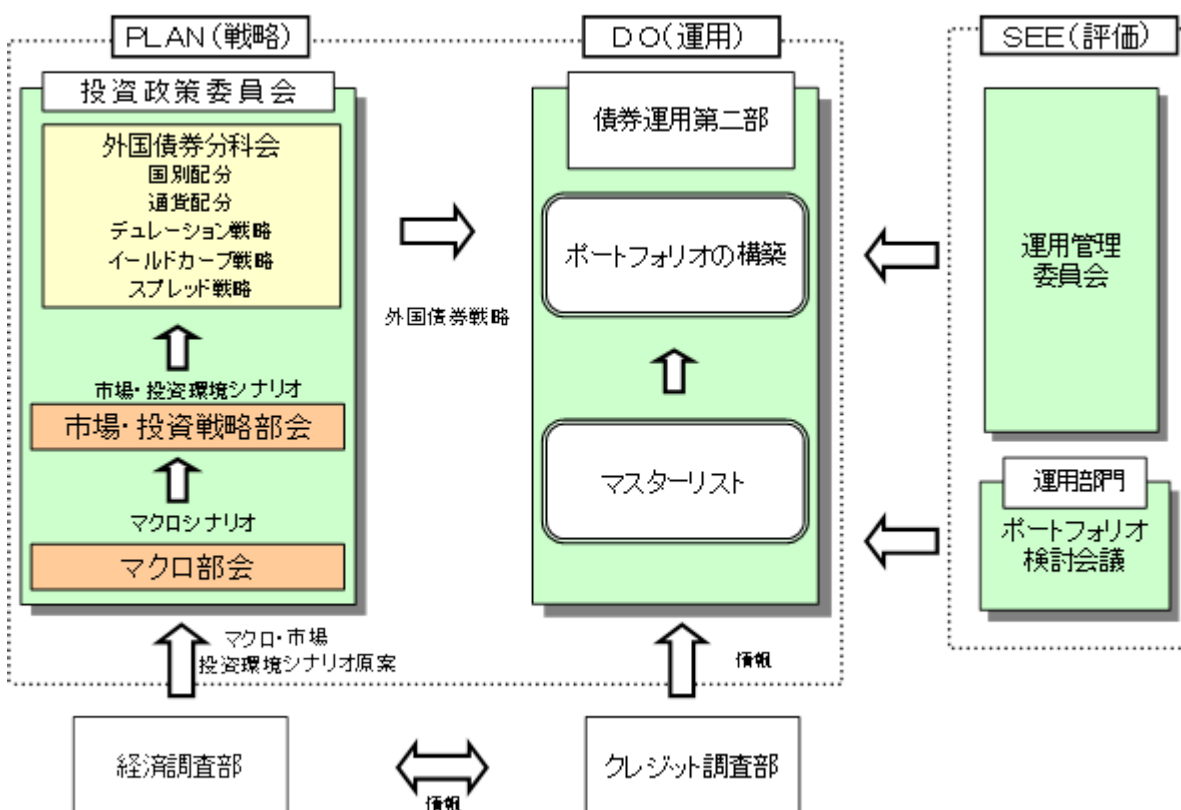 PLAN(戦略)
投資政策委員会
外国債券分科会
国別配分
通貨配分
デュレーション戦略
イールドカーブ戦略
スプレッド戦略
市場・投資環境シナリオ
市場・投資戦略部会
マクロシナリオ
マクロ部会
マクロ・市場
投資環境シナリオ原案
経済調査部
外国債券戦略
情報
DO(運用)
債券運用第二部
ポートフォリオの構築
マスターリスト
情報
クレジット調査部
SEE(評価)
運用管理
委員会
運用部門
ポートフォリオ
検討会議